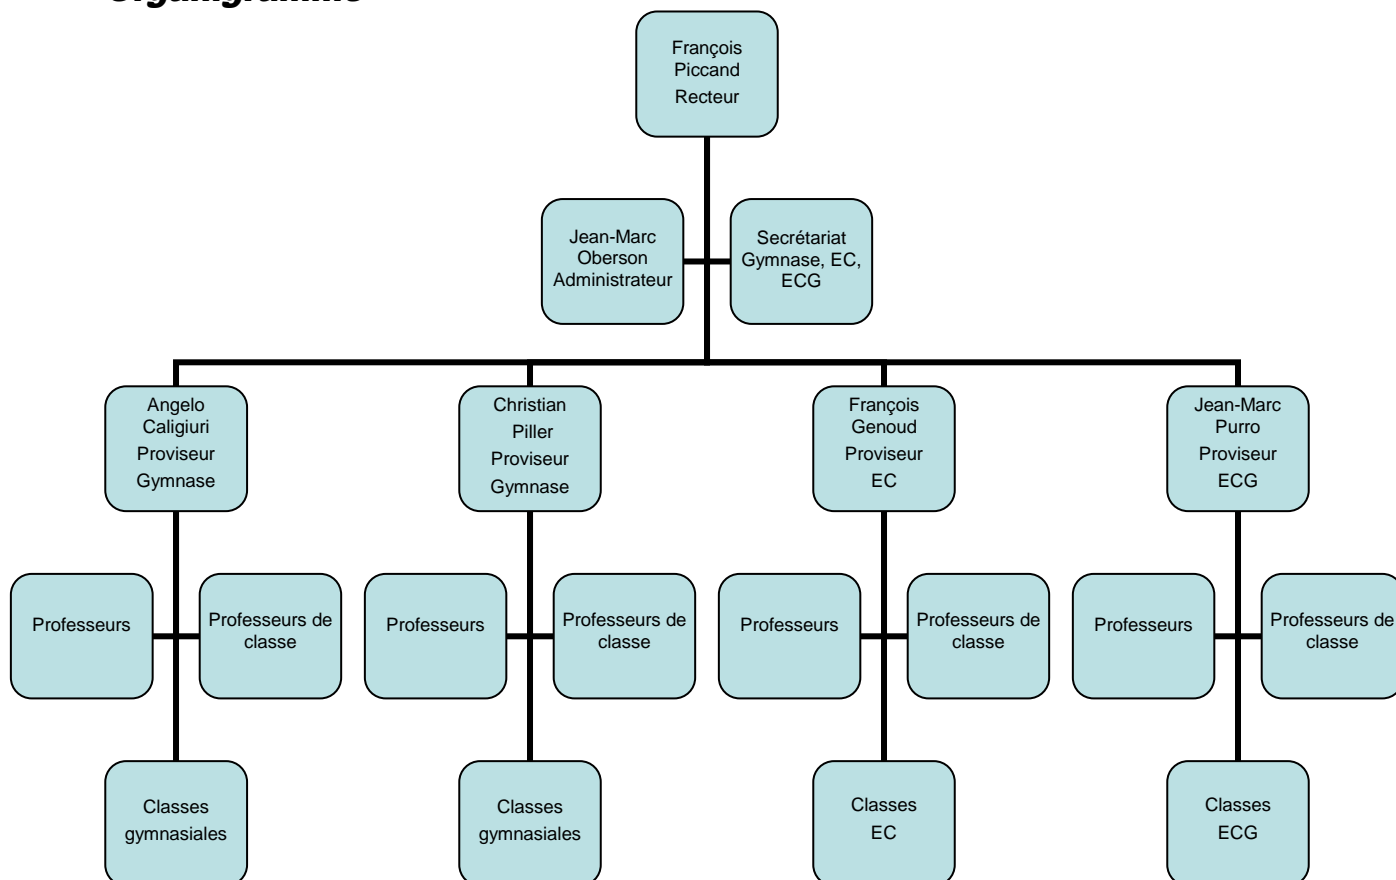 Organigramme
François
Piccand
Recteur
Jean-Marc
Oberson
Administrateur
Secrétariat
Gymnase, EC,
ECG
Angelo
Caligiuri
Proviseur
Gymnase
Christian
Piller
Proviseur
Gymnase
François
Genoud
Proviseur
EC
Jean-Marc
Purro
Proviseur
ECG
Professeurs
Professeurs de
classe
Professeurs
Professeurs de
classe
Professeurs
Professeurs de
classe
Professeurs
Professeurs de
classe
Classes
gymnasiales
Classes
gymnasiales
Classes
EC
Classes
ECG